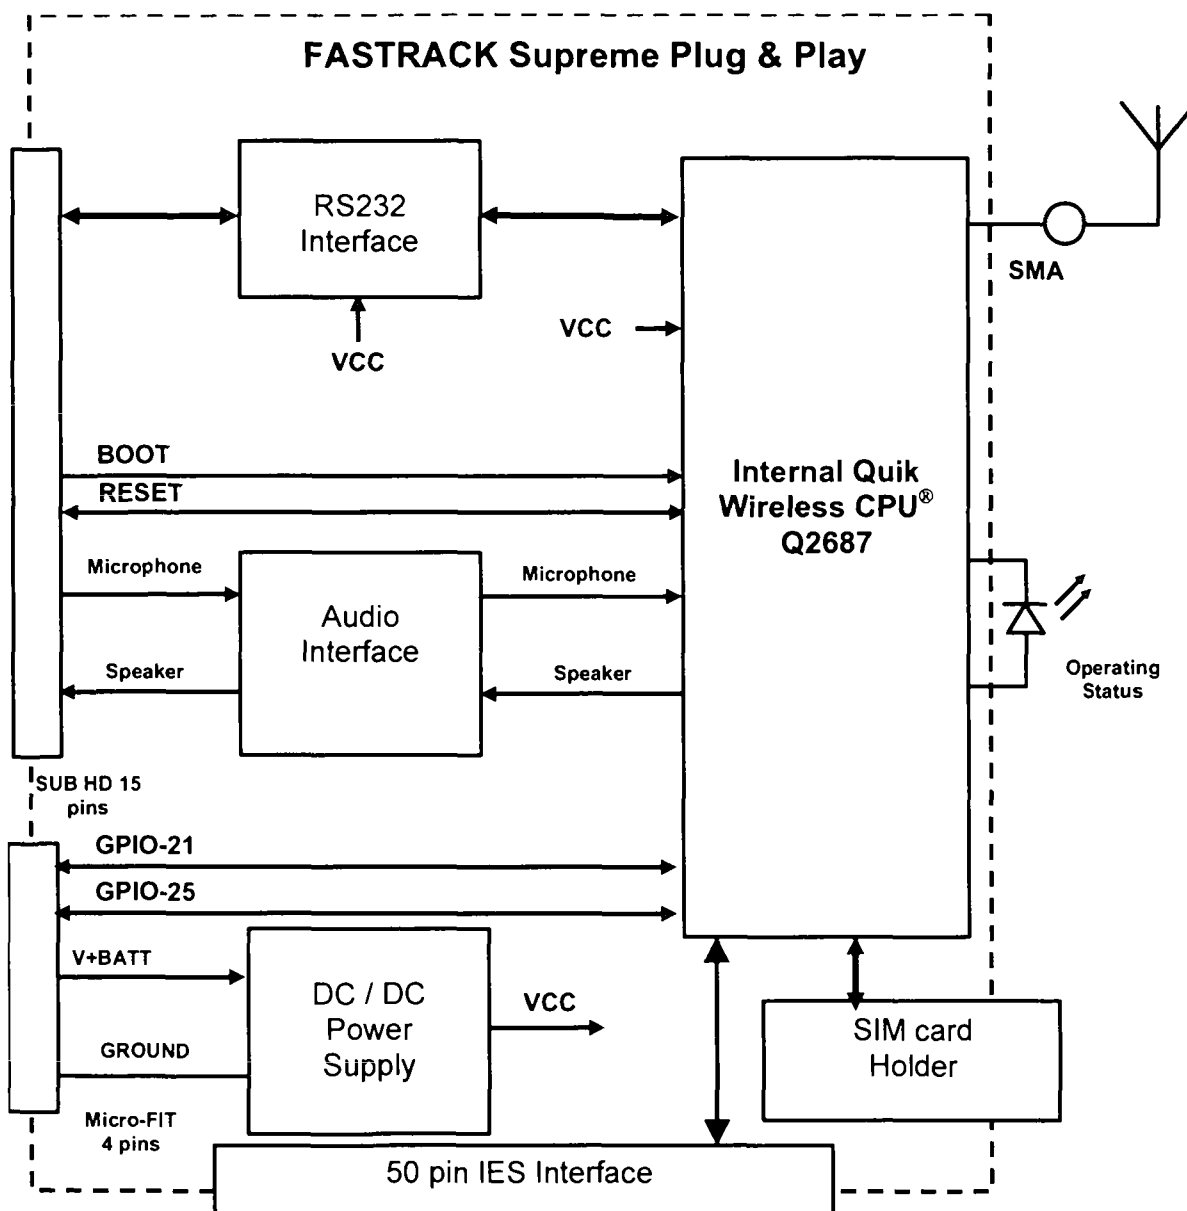 FASTRACK Supreme Plug & Play
RS232
Interface
VCC
VCC
SMA
BOOT
RESET
Internal Quik
Wireless CPU®
Q2687
Microphone
Microphone
Audio
Interface
Speaker
Speaker
Operating
Status
SUB HD 15
pins
GPIO-21
GPIO-25
V+BATT
DC / DC
Power
Supply
VCC
GROUND
SIM card
Holder
Micro-FIT
4 pins
50 pin IES Interface